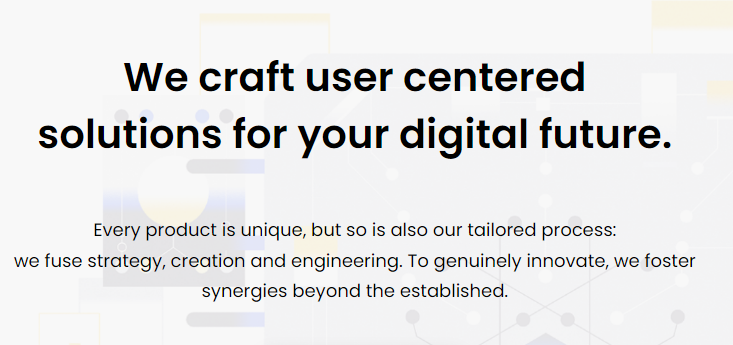 We craft user centered
solutions for your digital future.
Every product is unique, but so is also our tailored process:
we fuse strategy, creation and engineering. To genuinely innovate, we foster
synergies beyond the established.